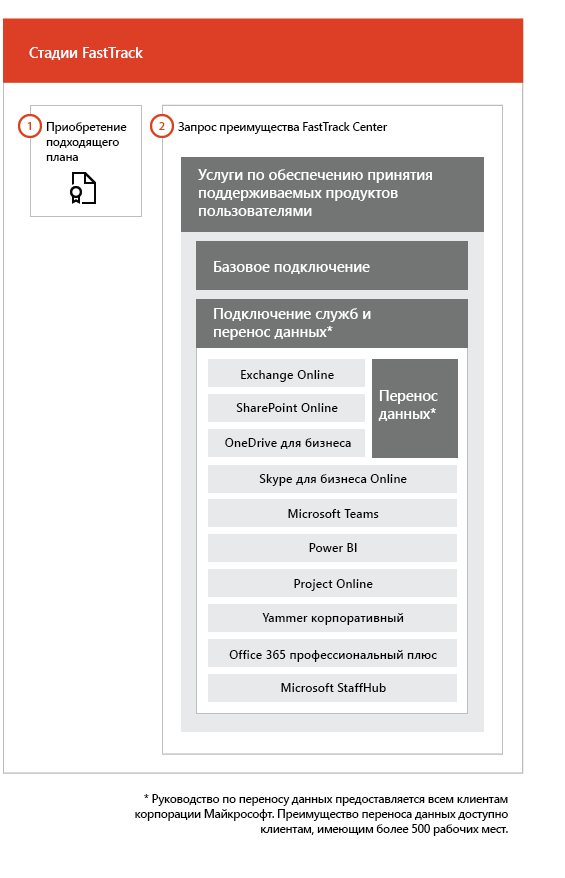 Стадии FastTrack
1
Приобретение
подходящего
плана
2
Запрос преимущества FastTrack Center
Услуги по обеспечению принятия
поддерживаемых продуктов
пользователями
Базовое подключение
Подключение служб и
перенос данных*
Exchange Online
SharePoint Online
OneDrive для бизнеса
Перенос
данных*
Skype для бизнеса Online
Microsoft Teams
Power BI
Project Online
Yammer корпоративный
Office 365 профессиональный плюс
Microsoft StaffHub
* Руководство по переносу данных предоставляется всем клиентам
корпорации Майкрософт. Преимущество переноса данных доступно
клиентам, имеющим более 500 рабочих мест.